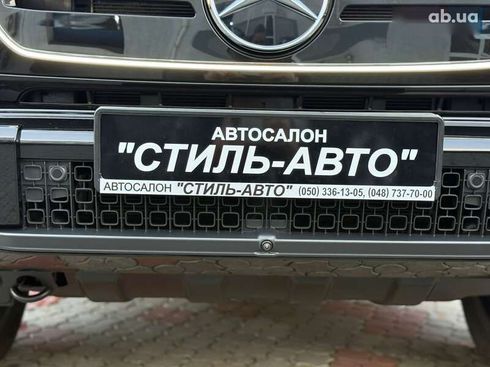 ab.ua
АВТОСАЛОН
"СТИЛЬ-АВТО"
АВТОСАЛОН "СТИЛЬ-АВТО" (050) 336-13-05, (048) 737-70-00